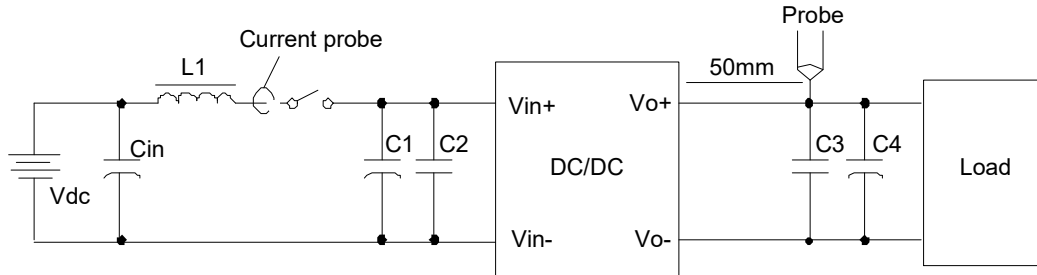 Probe
Current probe
L1
50mm
Vin+
Vo+
Cin
C1
C2
C3
C4
DC/DC
Load
Vdc
Vin-
Vo-